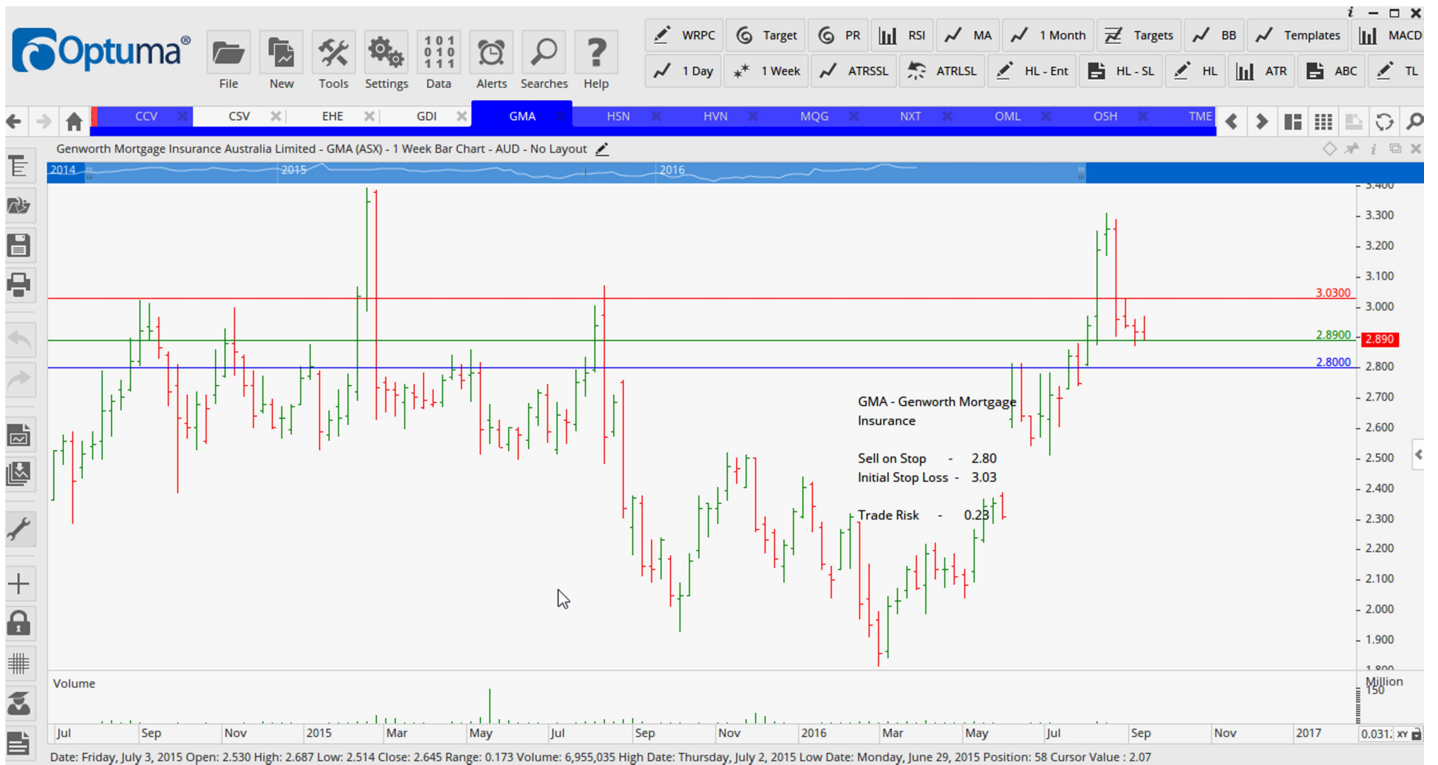 Optuma®
File New Tools Settings Data Alerts Searches Help
WRPC Target PR RSI MA 1 Month Targets BB Templates MACD
1 Day 1 Week ATRSSL ATRLSL HL - Ent HL - SL HL ATR ABC TL
CCV CSV EHE GDI GMA HSN HVN MQG NXT OML OSH TME
Genworth Mortgage Insurance Australia Limited - GMA (ASX) - 1 Week Bar Chart - AUD - No Layout
2014 2015 2016
3.400
3.300
3.200
3.100
3.0300
3.000
2.8900
2.890
2.8000
2.800
2.700
GMA - Genworth Mortgage
Insurance
2.600
2.500
Sell on Stop - 2.80
Initial Stop Loss - 3.03
2.400
Trade Risk - 0.23
2.300
2.200
2.100
2.000
1.900
1.800
Volume
Million
150
Jul Sep Nov 2015 Mar May Jul Sep Nov 2016 Mar May Jul Sep Nov 2017 0.031: XY
Date: Friday, July 3, 2015 Open: 2.530 High: 2.687 Low: 2.514 Close: 2.645 Range: 0.173 Volume: 6,955,035 High Date: Thursday, July 2, 2015 Low Date: Monday, June 29, 2015 Position: 58 Cursor Value : 2.07